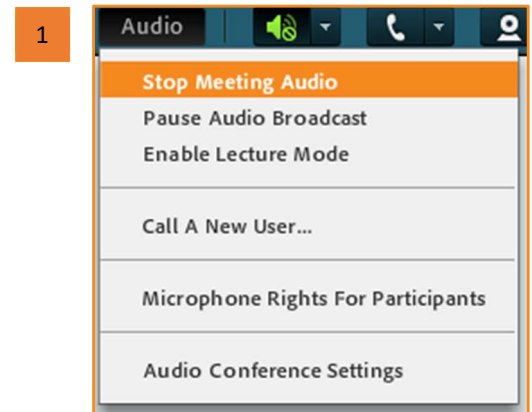 1
Audio
Stop Meeting Audio
Pause Audio Broadcast
Enable Lecture Mode
Call A New User...
Microphone Rights For Participants
Audio Conference Settings